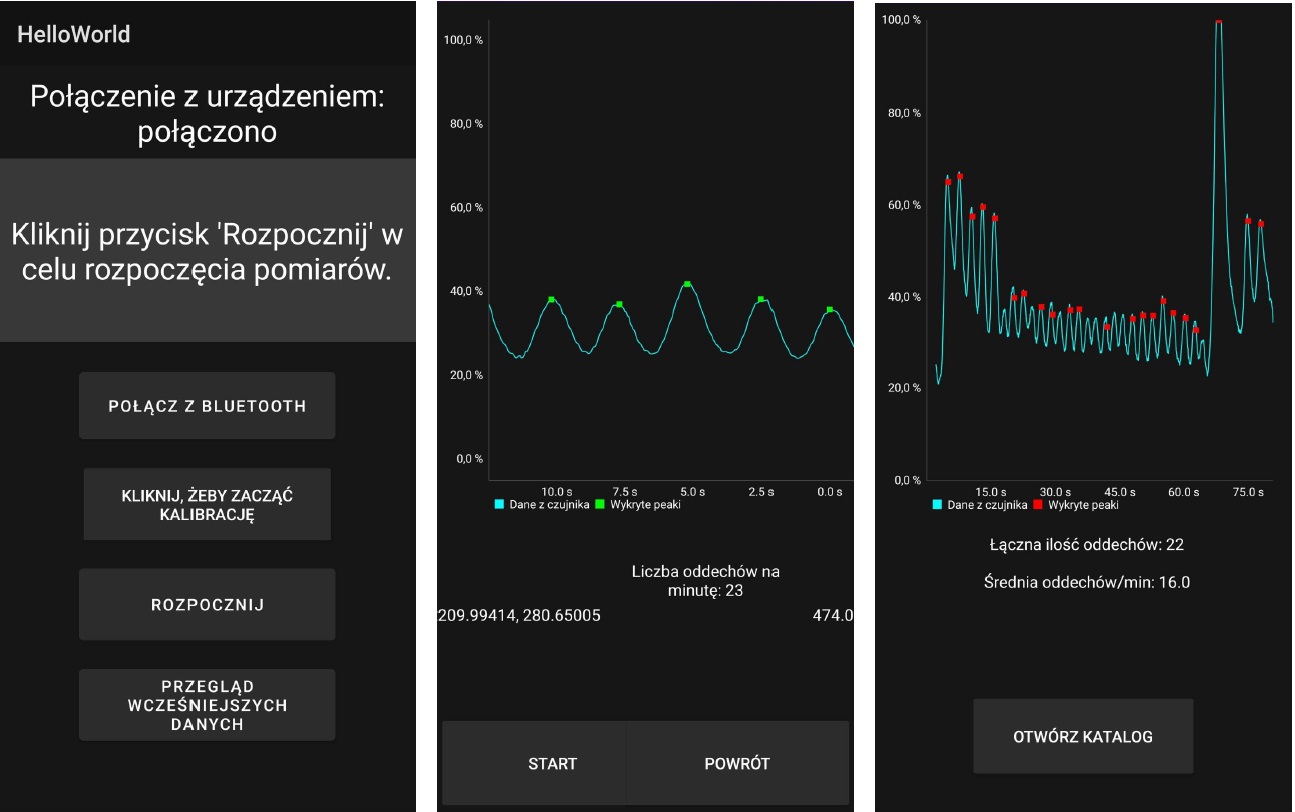 HelloWorld
Połączenie z urządzeniem:
połączono
Kliknij przycisk 'Rozpocznij' w
celu rozpoczęcia pomiarów.
POŁĄCZ Z BLUETOOTH
KLIKNIJ, ŻEBY ZACZĄĆ
KALIBRACJĘ
ROZPOCZNIJ
PRZEGLĄD
WCZEŚNIEJSZYCH
DANYCH
100,0 %
80,0 %
60,0 %
40,0 %
20,0 %
0,0 %
10.0 s 7.5 s 5.0 s 2.5 s 0.0 s
Dane z czujnika Wykryte peaki
Liczba oddechów na
minutę: 23
209.99414, 280.65005 474.0
START POWRÓT
100,0 %
80,0 %
60,0 %
40,0 %
20,0 %
0,0 %
15.0 s 30.0 s 45.0 s 60.0 s 75.0 s
Dane z czujnika Wykryte peaki
Łączna ilość oddechów: 22
Średnia oddechów/min: 16.0
OTWÓRZ KATALOG